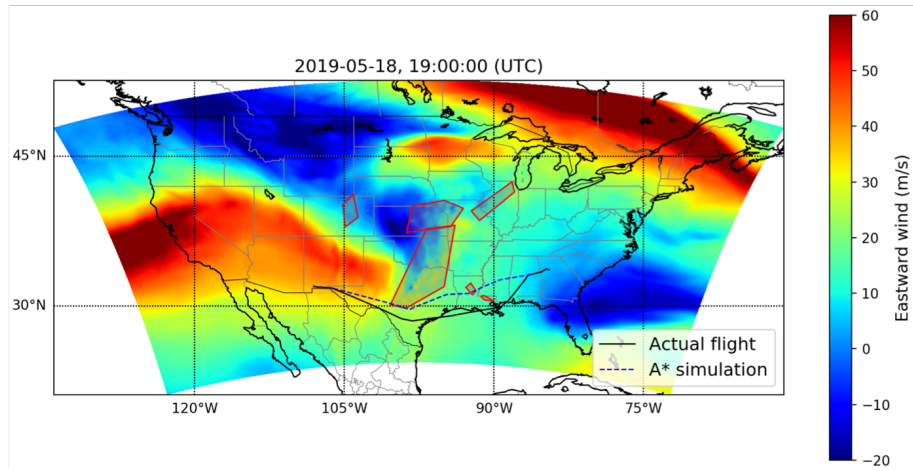 2019-05-18, 19:00:00 (UTC)
45°N
30°N
120°W
105°W
90°W
75°W
Actual flight
A* simulation
60
50
40
30
20
10
0
−10
−20
Eastward wind (m/s)